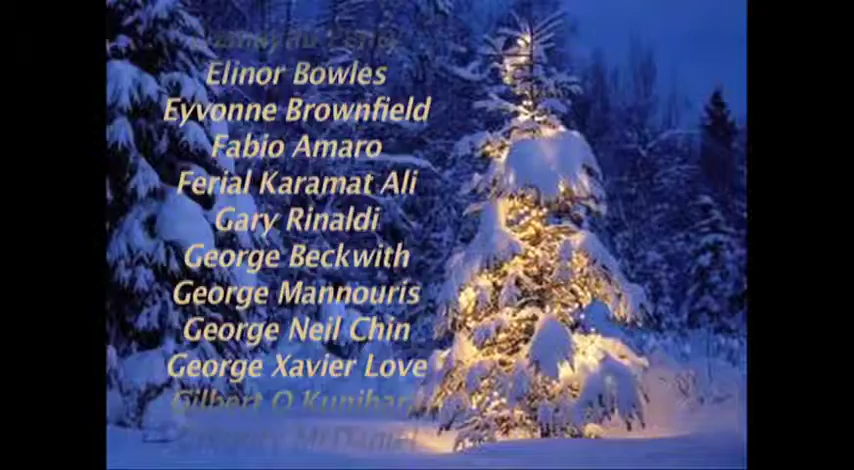 Elinor Bowles
Eyvonne Brownfield
Fabio Amaro
Ferial Karamat Ali
Gary Rinaldi
George Beckwith
George Mannouris
George Neil Chin
George Xavier Love
Gilbert O